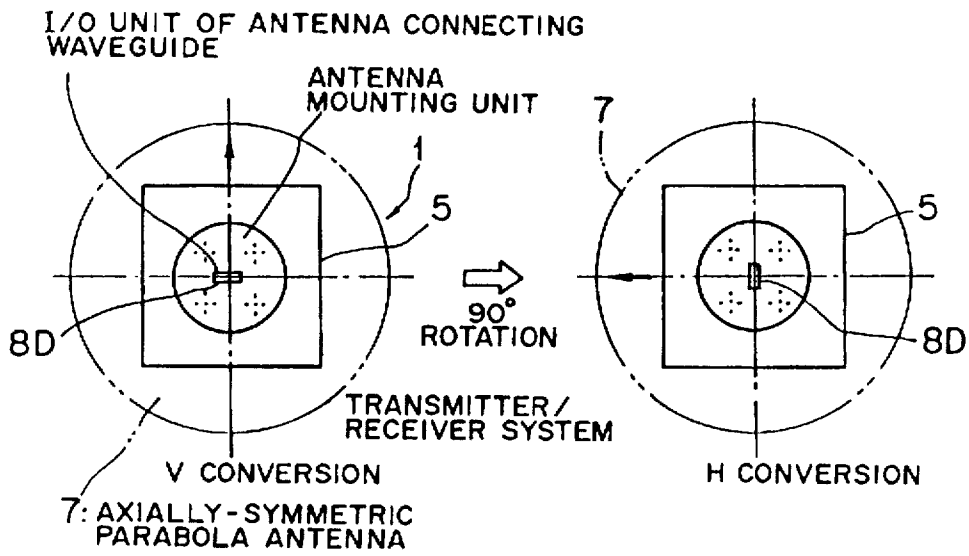 I/O UNIT OF ANTENNA CONNECTING
WAVEGUIDE
ANTENNA
MOUNTING UNIT
1
5
7
5
8D
90°
ROTATION
8D
TRANSMITTER/
RECEIVER SYSTEM
V CONVERSION
H CONVERSION
7: AXIALLY-SYMMETRIC
PARABOLA ANTENNA